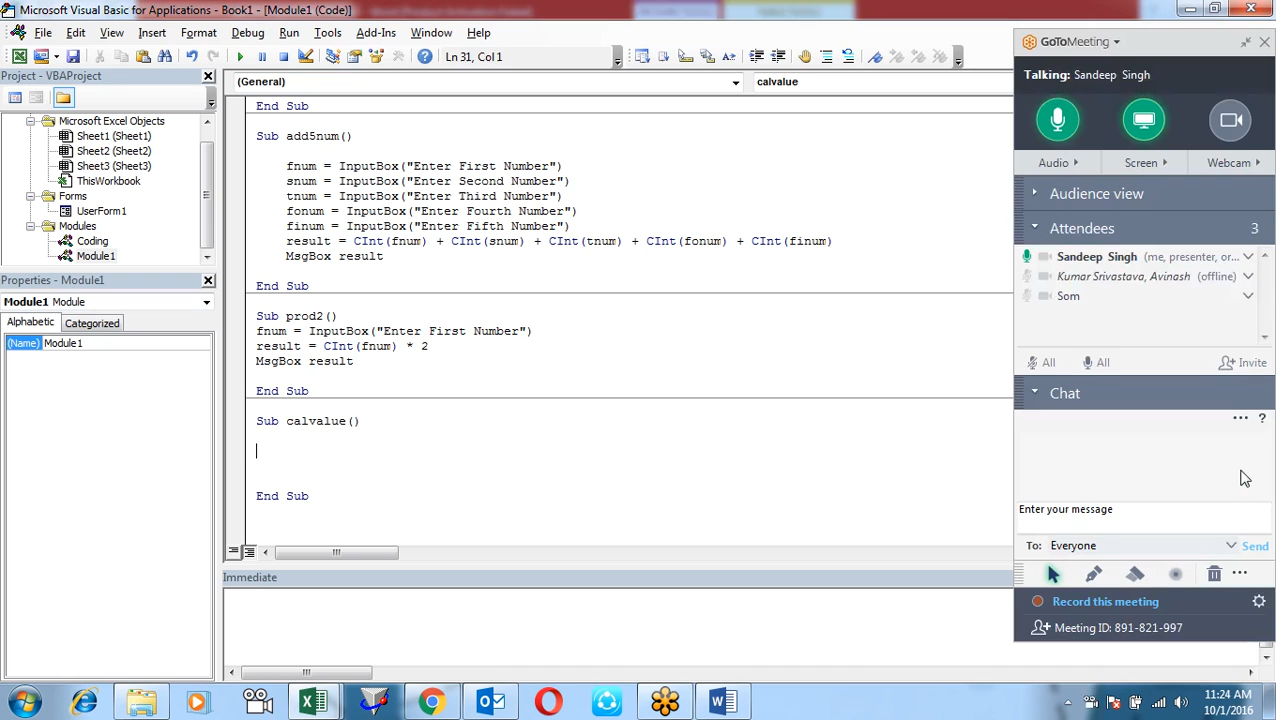 Microsoft Visual Basic for Applications - Book1 - [Module1 (Code)]
File Edit View Insert Format Debug Run Tools Add-Ins Window Help
Ln 31, Col 1
Project - VBAProject
Microsoft Excel Objects
Sheet1 (Sheet1)
Sheet2 (Sheet2)
Sheet3 (Sheet3)
ThisWorkbook
Forms
UserForm1
Modules
Coding
Module1
Properties - Module1
Module1 Module
Alphabetic Categorized
(Name) Module1
(General) calvalue
End Sub
Sub add5num()
fnum = InputBox("Enter First Number")
snum = InputBox("Enter Second Number")
tnum = InputBox("Enter Third Number")
fonum = InputBox("Enter Fourth Number")
finum = InputBox("Enter Fifth Number")
result = CInt(fnum) + CInt(snum) + CInt(tnum) + CInt(fonum) + CInt(finum)
MsgBox result
End Sub
Sub prod2()
fnum = InputBox("Enter First Number")
result = CInt(fnum) * 2
MsgBox result
End Sub
Sub calvalue()
End Sub
Immediate
GoToMeeting
Talking: Sandeep Singh
Audio Screen Webcam
Audience view
Attendees 3
Sandeep Singh (me, presenter, or...
Kumar Srivastava, Avinash (offline)
Som
All All Invite
Chat
... ?
Enter your message
To: Everyone Send
Record this meeting
Meeting ID: 891-821-997
11:24 AM
10/1/2016